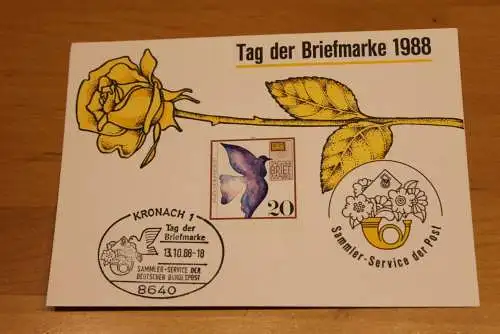 Tag der Briefmarke 1988
20
KRONACH 1
Tag der
Briefmarke
13.10.88-18
SAMMLER-SERVICE DER
DEUTSCHEN BUNDESPOST
8640
Sammler-Service der Post